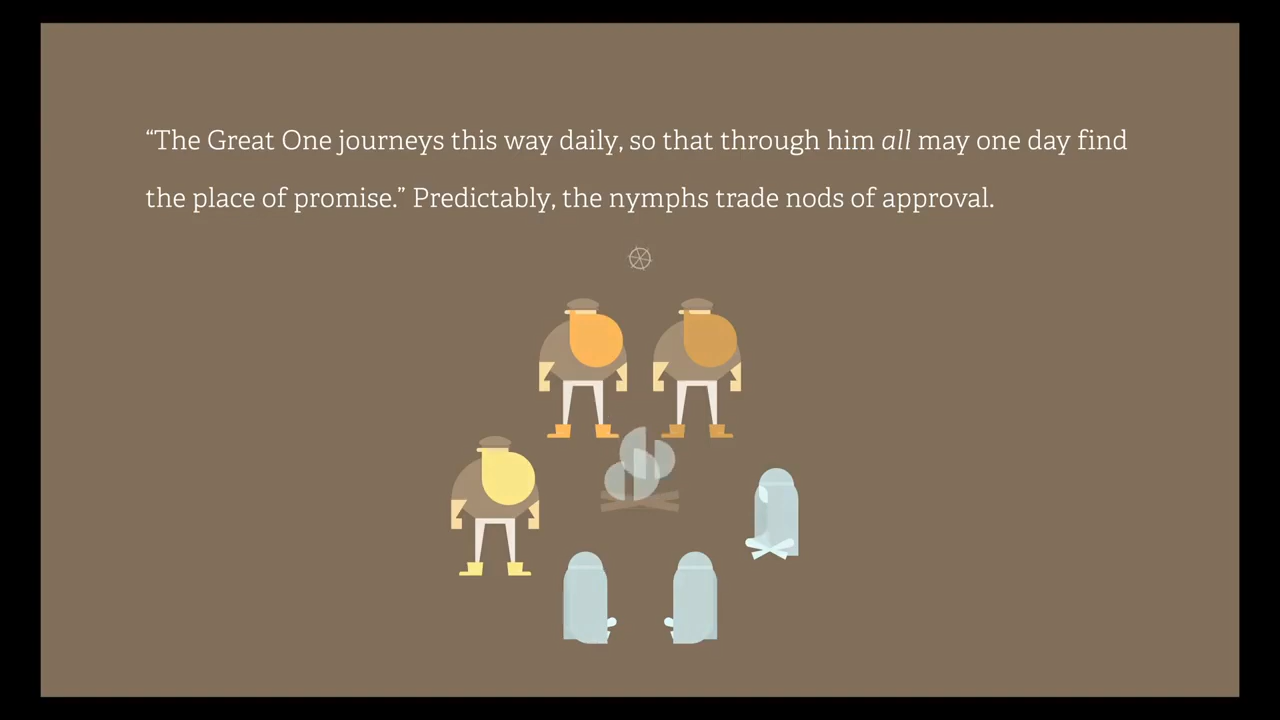 “The Great One journeys this way daily, so that through him all may one day find
the place of promise.” Predictably, the nymphs trade nods of approval.